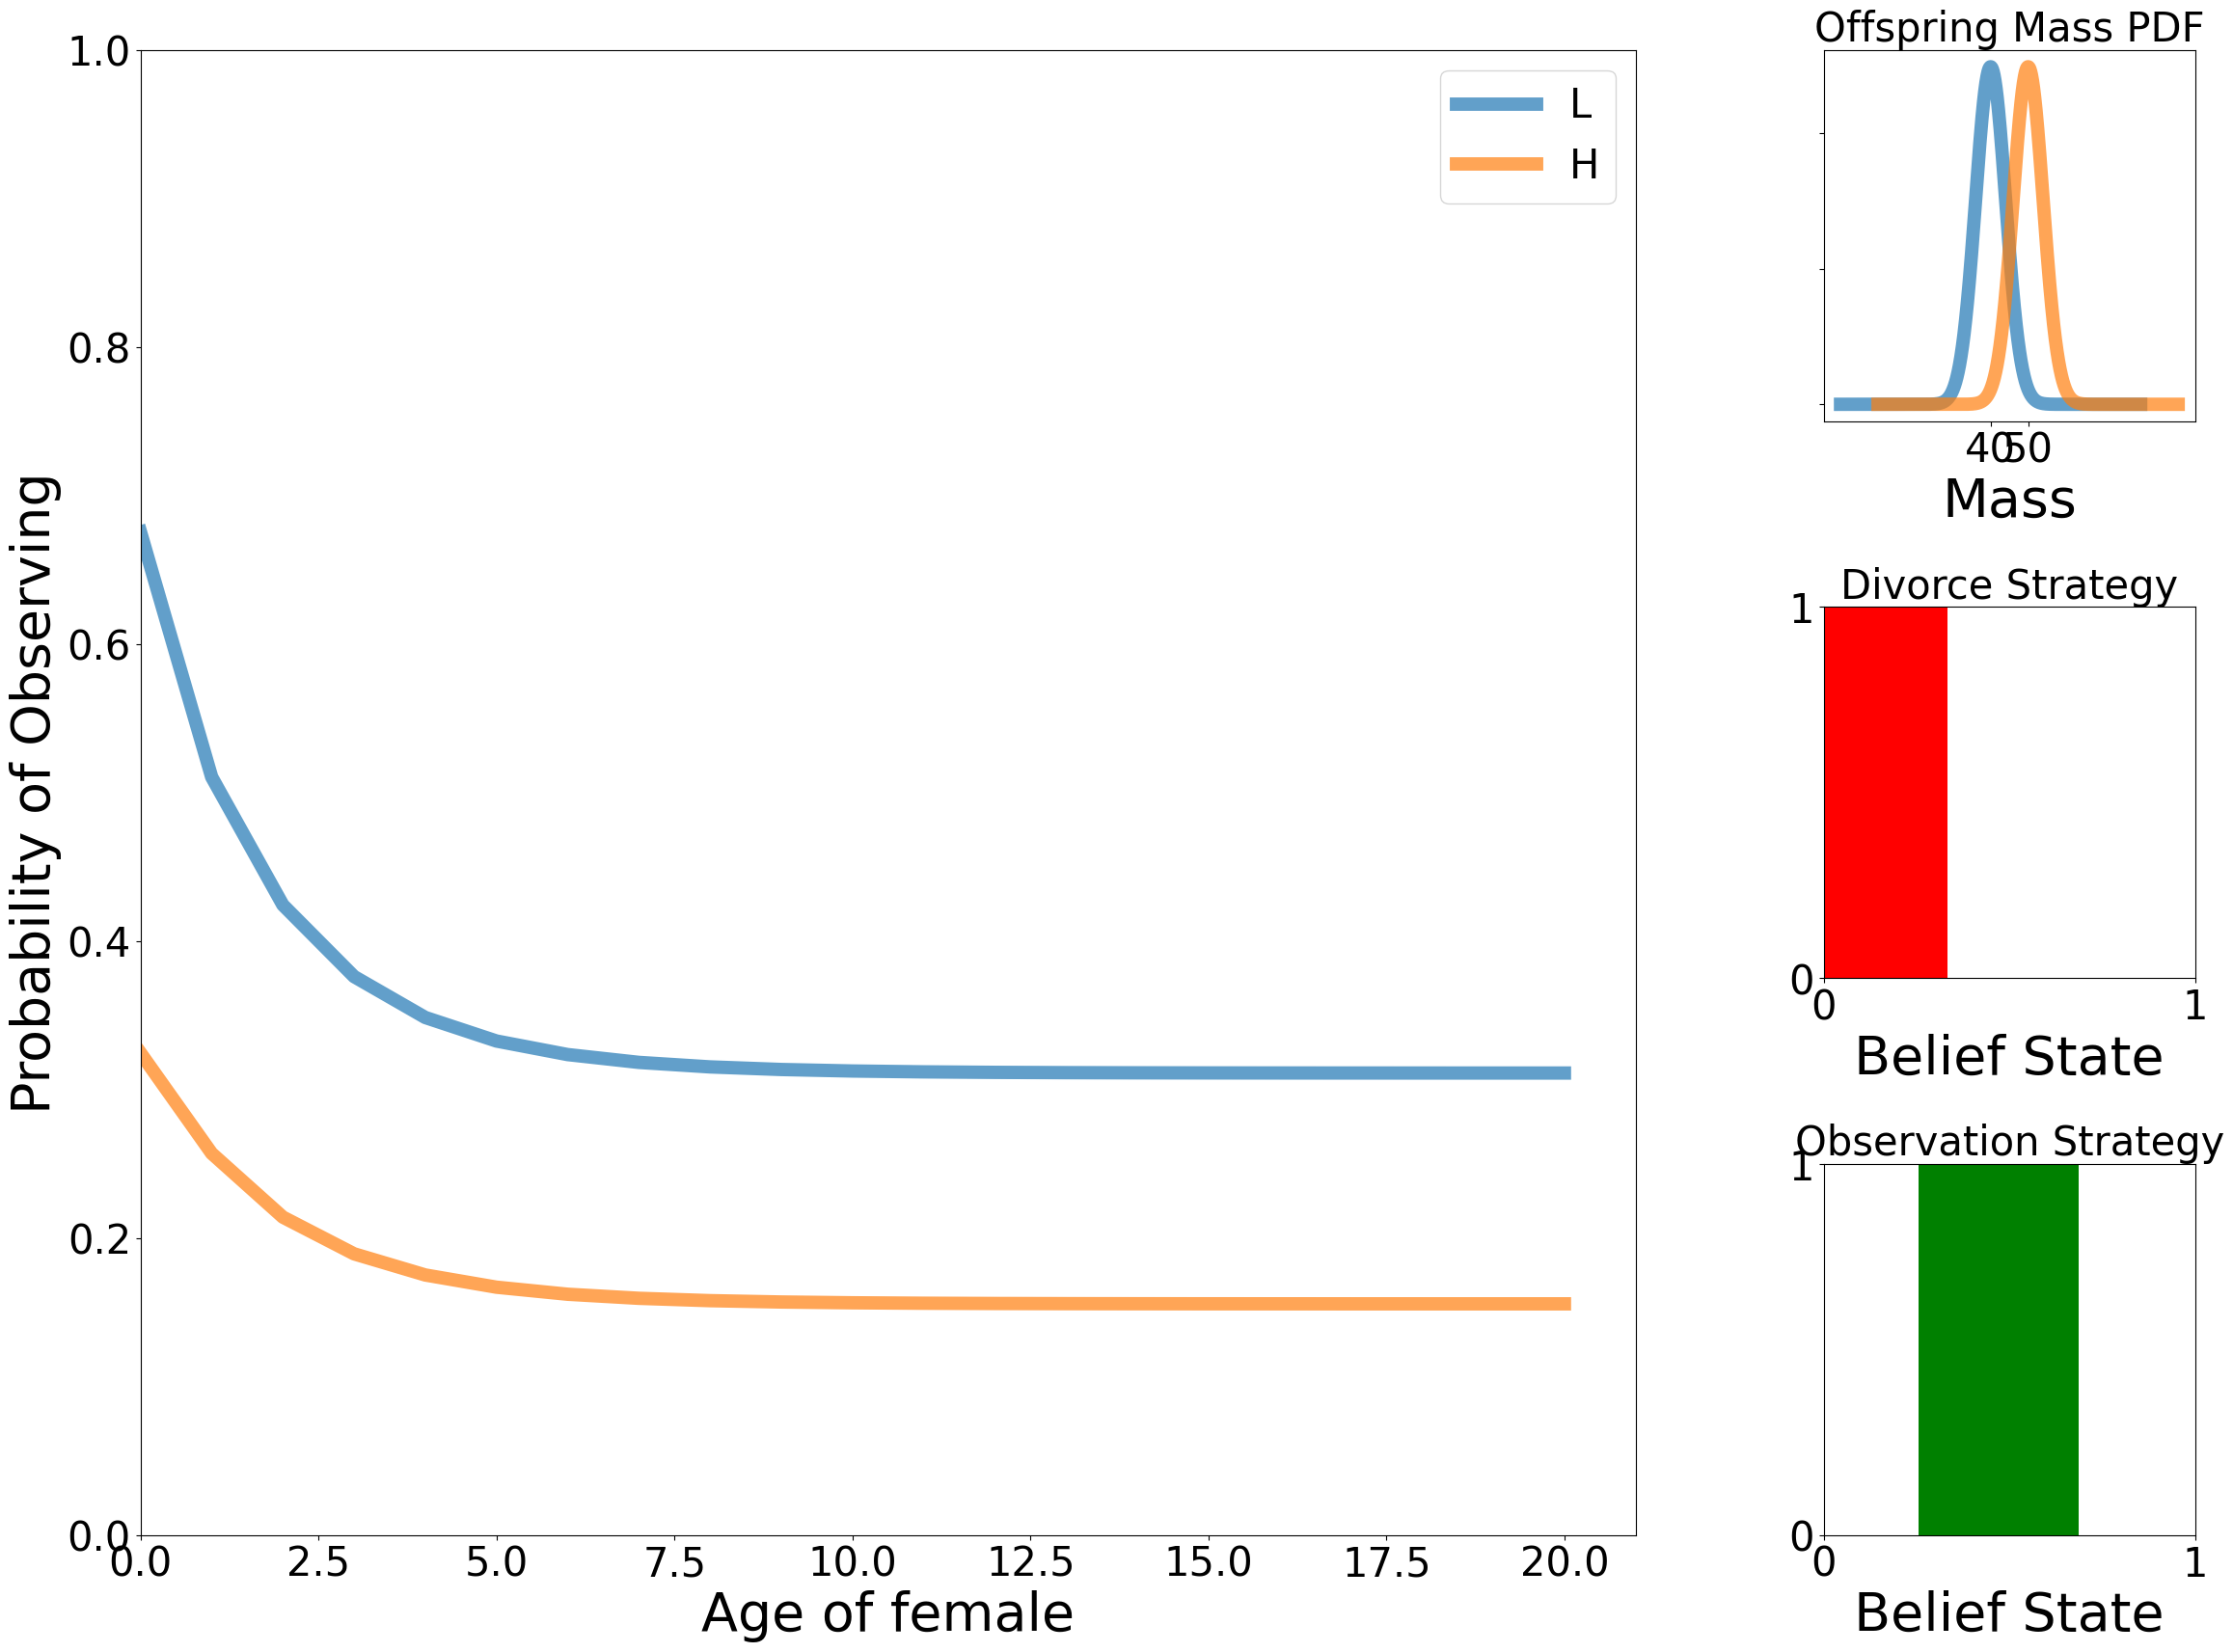 1.0
0.8
0.6
0.4
0.2
0.0
Probability of Observing
0.0 2.5 5.0 7.5 10.0 12.5 15.0 17.5 20.0
Age of female
L
H
Offspring Mass PDF
40 50
Mass
Divorce Strategy
1
0
0 1
Belief State
Observation Strategy
1
0
0 1
Belief State